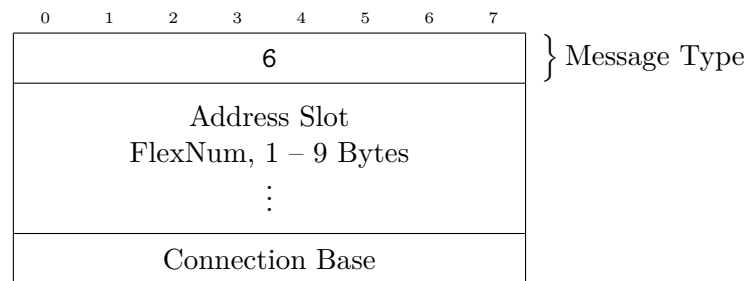 0 1 2 3 4 5 6 7
6
} Message Type
Address Slot
FlexNum, 1 – 9 Bytes
⋮
Connection Base